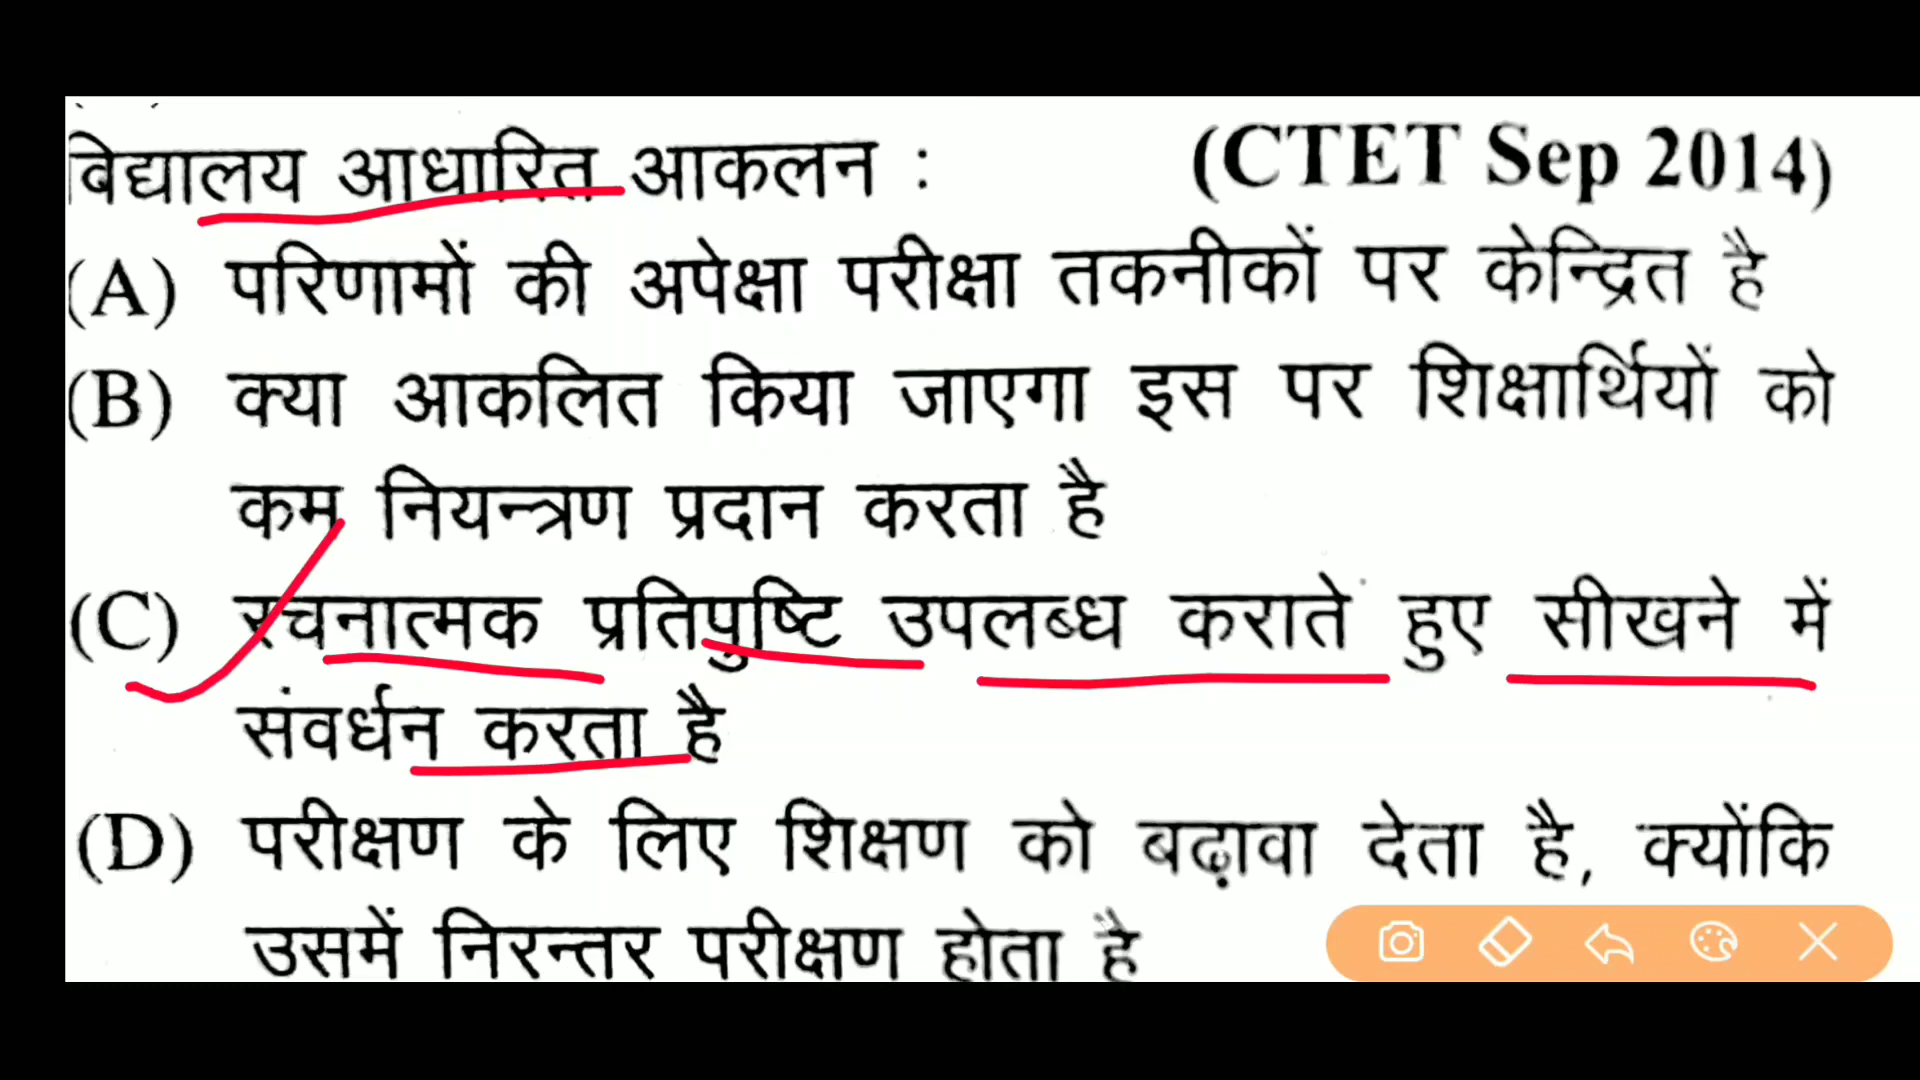 विद्यालय आधारित आकलन : (CTET Sep 2014)
(A) परिणामों की अपेक्षा परीक्षा तकनीकों पर केन्द्रित है
(B) क्या आकलित किया जाएगा इस पर शिक्षार्थियों को
कम नियन्त्रण प्रदान करता है
(C) रचनात्मक प्रतिपुष्टि उपलब्ध कराते हुए सीखने में
संवर्धन करता है
(D) परीक्षण के लिए शिक्षण को बढ़ावा देता है, क्योंकि
उसमें निरन्तर परीक्षण होता है